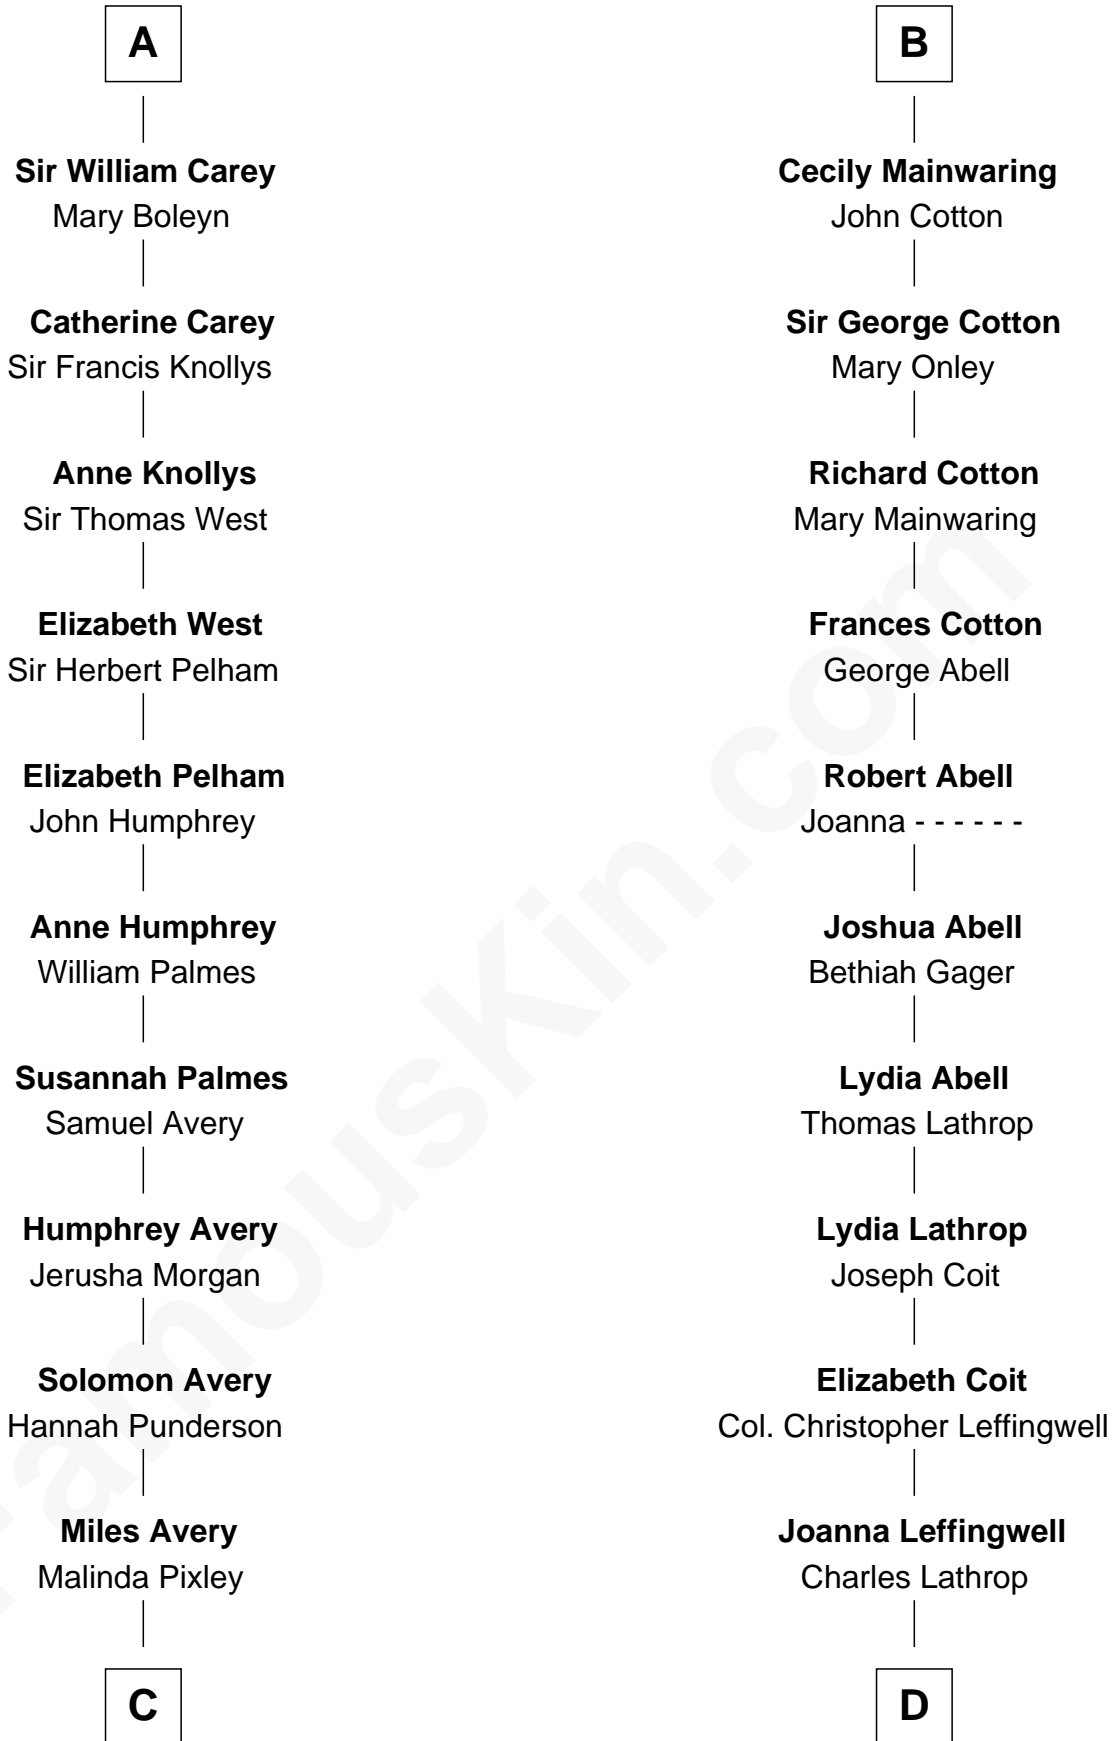 A
Sir William Carey
Mary Boleyn
Catherine Carey
Sir Francis Knollys
Anne Knollys
Sir Thomas West
Elizabeth West
Sir Herbert Pelham
Elizabeth Pelham
John Humphrey
Anne Humphrey
William Palmes
Susannah Palmes
Samuel Avery
Humphrey Avery
Jerusha Morgan
Solomon Avery
Hannah Punderson
Miles Avery
Malinda Pixley
C
B
Cecily Mainwaring
John Cotton
Sir George Cotton
Mary Onley
Richard Cotton
Mary Mainwaring
Frances Cotton
George Abell
Robert Abell
Joanna - - - - - -
Joshua Abell
Bethiah Gager
Lydia Abell
Thomas Lathrop
Lydia Lathrop
Joseph Coit
Elizabeth Coit
Col. Christopher Leffingwell
Joanna Leffingwell
Charles Lathrop
D
FamousKin.com